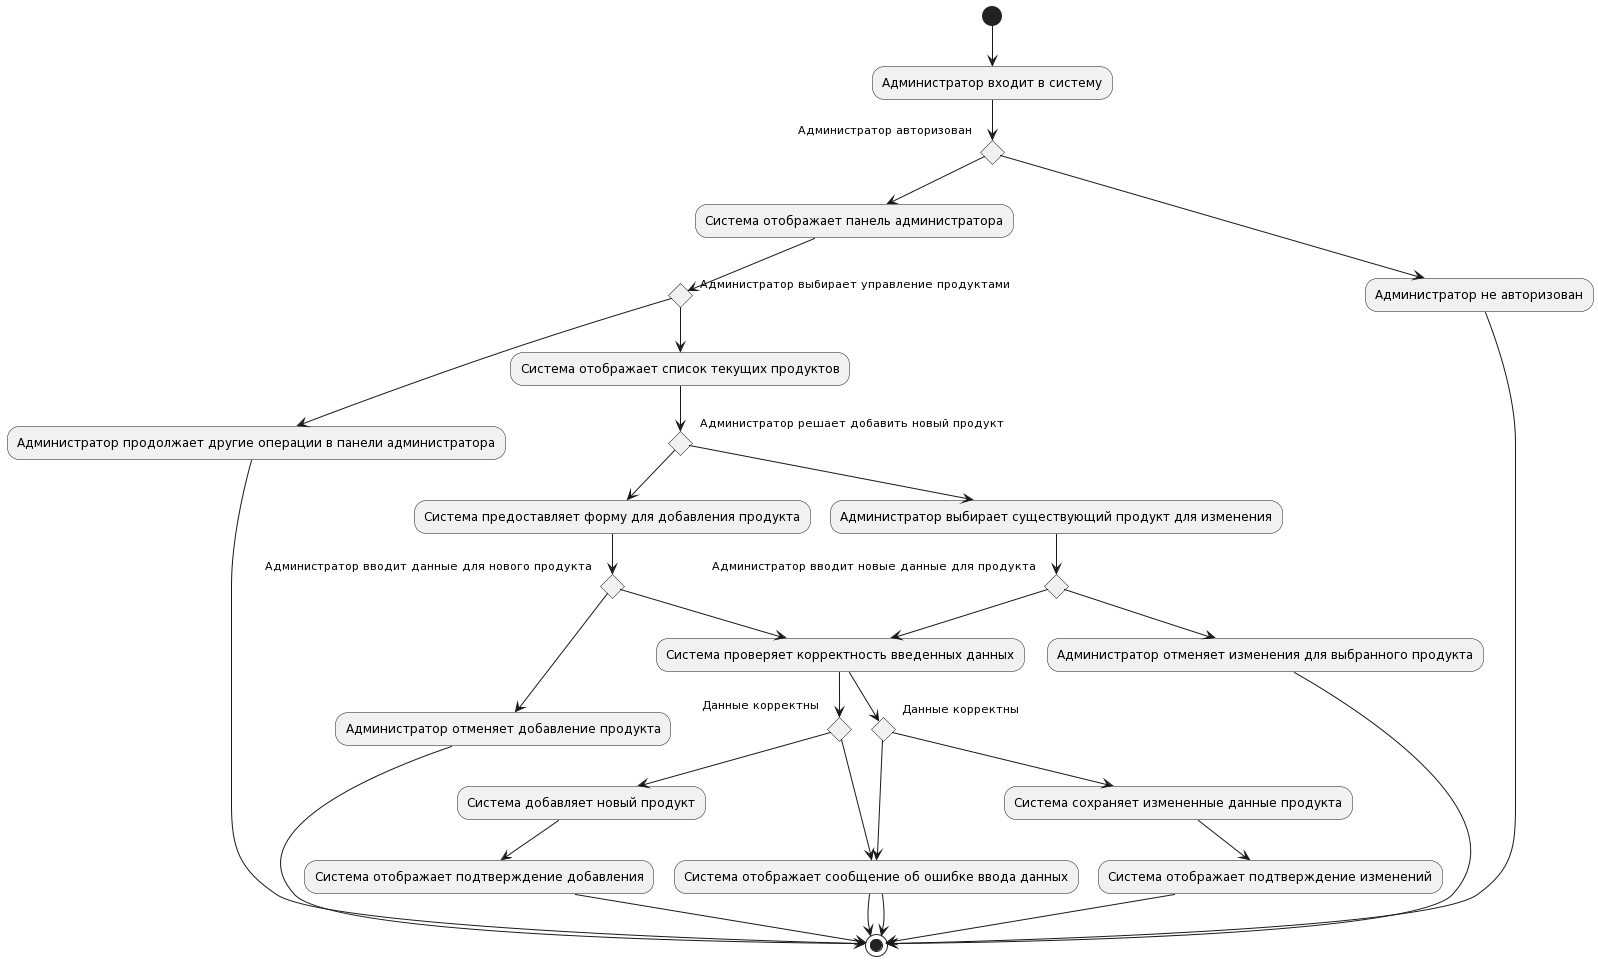 Администратор входит в систему
Администратор авторизован
Система отображает панель администратора
Администратор выбирает управление продуктами
Администратор не авторизован
Система отображает список текущих продуктов
Администратор решает добавить новый продукт
Администратор продолжает другие операции в панели администратора
Система предоставляет форму для добавления продукта
Администратор выбирает существующий продукт для изменения
Администратор вводит данные для нового продукта
Администратор вводит новые данные для продукта
Система проверяет корректность введенных данных
Администратор отменяет изменения для выбранного продукта
Данные корректны
Данные корректны
Администратор отменяет добавление продукта
Система добавляет новый продукт
Система сохраняет измененные данные продукта
Система отображает подтверждение добавления
Система отображает сообщение об ошибке ввода данных
Система отображает подтверждение изменений